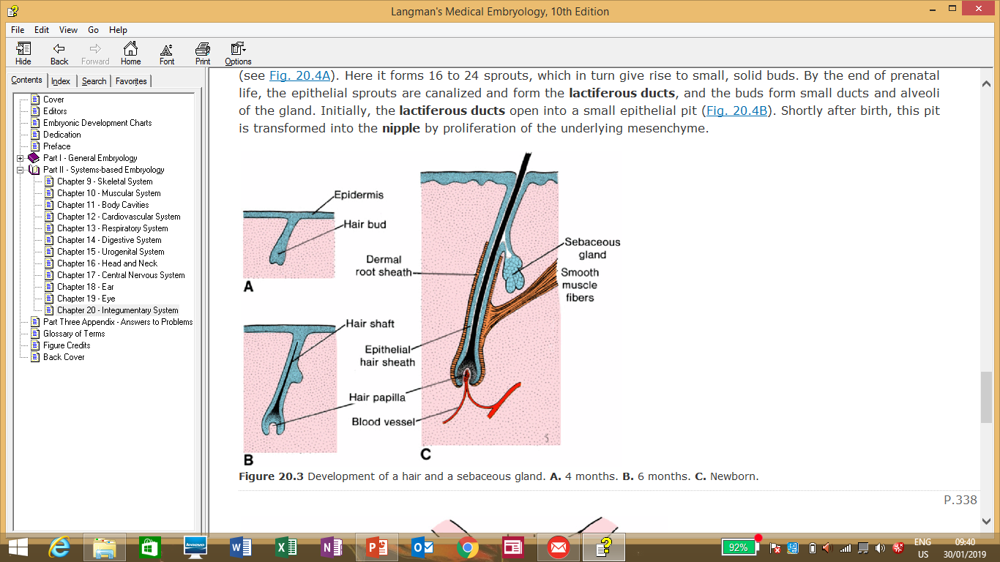 Langman's Medical Embryology, 10th Edition
File Edit View Go Help
Hide Back Forward Home Font Print Options
Contents Index Search Favorites
Cover
Editors
Embryonic Development Charts
Dedication
Preface
Part I - General Embryology
Part II - Systems-based Embryology
Chapter 9 - Skeletal System
Chapter 10 - Muscular System
Chapter 11 - Body Cavities
Chapter 12 - Cardiovascular System
Chapter 13 - Respiratory System
Chapter 14 - Digestive System
Chapter 15 - Urogenital System
Chapter 16 - Head and Neck
Chapter 17 - Central Nervous System
Chapter 18 - Ear
Chapter 19 - Eye
Chapter 20 - Integumentary System
Part Three Appendix - Answers to Problems
Glossary of Terms
Figure Credits
Back Cover
(see Fig. 20.4A). Here it forms 16 to 24 sprouts, which in turn give rise to small, solid buds. By the end of prenatal
life, the epithelial sprouts are canalized and form the lactiferous ducts, and the buds form small ducts and alveoli
of the gland. Initially, the lactiferous ducts open into a small epithelial pit (Fig. 20.4B). Shortly after birth, this pit
is transformed into the nipple by proliferation of the underlying mesenchyme.
Epidermis
Hair bud
A
Hair shaft
B
Dermal
root sheath
Epithelial
hair sheath
Hair papilla
Blood vessel
Sebaceous
gland
Smooth
muscle
fibers
C
Figure 20.3 Development of a hair and a sebaceous gland. A. 4 months. B. 6 months. C. Newborn.
P.338
lenovo
92%
ENG
US
09:40
30/01/2019